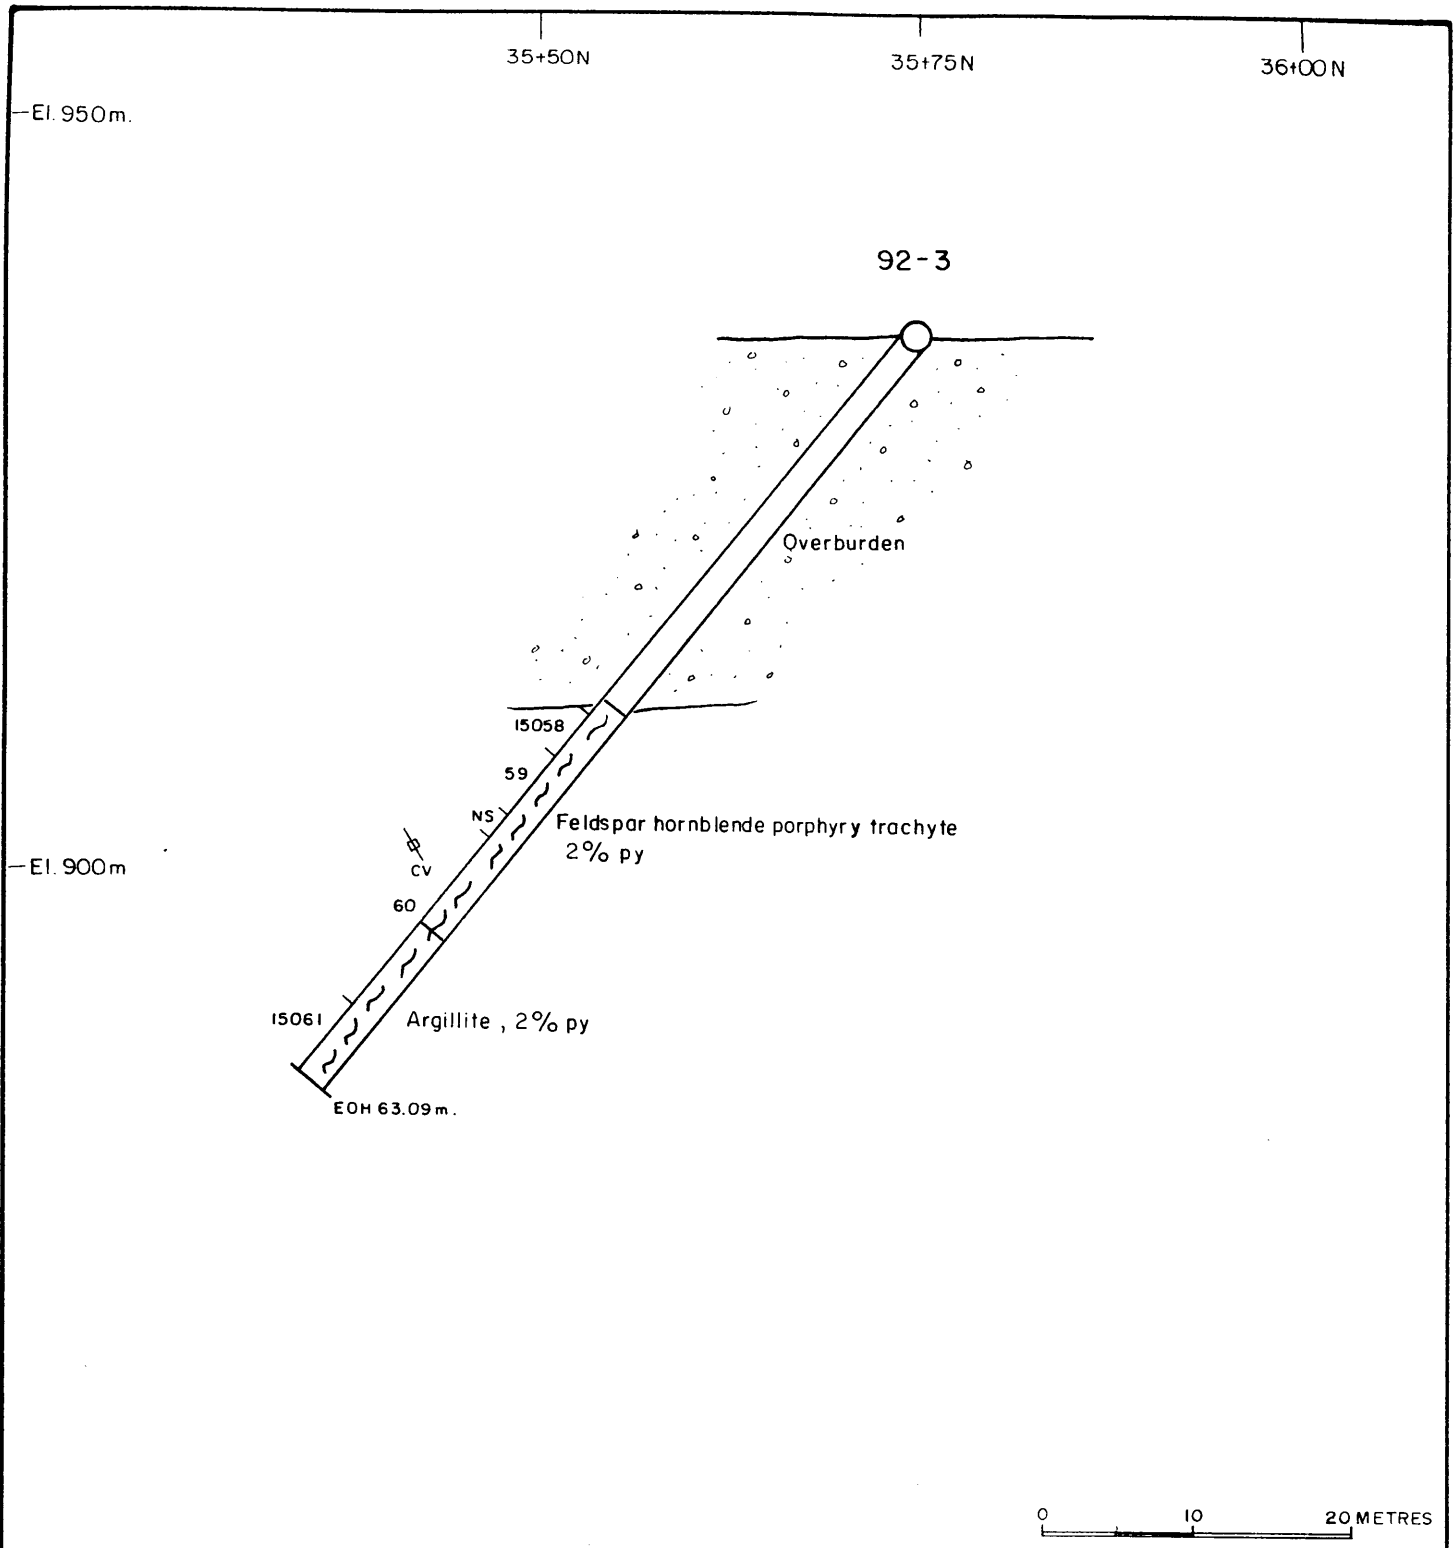 35+50N
35+75N
36+00N
El. 950m.
92-3
Overburden
15058
59
NS
Feldspar hornblende porphyry trachyte
2% py
CV
El. 900m
60
15061
Argillite, 2% py
EOH 63.09m.
0 10 20 METRES